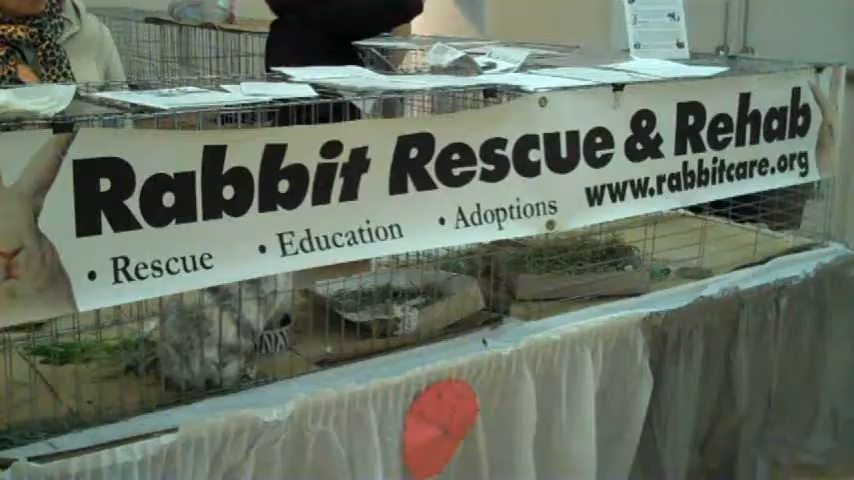 Rabbit Rescue & Rehab
www.rabbitcare.org
• Rescue • Education • Adoptions